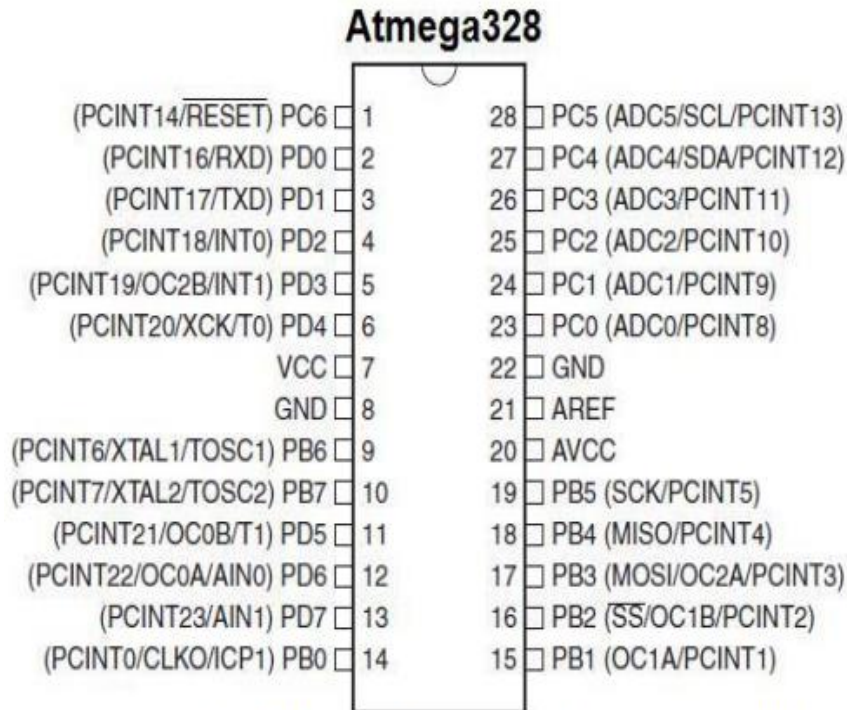 Atmega328
(PCINT14/RESET) PC6 1 28 PC5 (ADC5/SCL/PCINT13)
(PCINT16/RXD) PD0 2 27 PC4 (ADC4/SDA/PCINT12)
(PCINT17/TXD) PD1 3 26 PC3 (ADC3/PCINT11)
(PCINT18/INT0) PD2 4 25 PC2 (ADC2/PCINT10)
(PCINT19/OC2B/INT1) PD3 5 24 PC1 (ADC1/PCINT9)
(PCINT20/XCK/T0) PD4 6 23 PC0 (ADC0/PCINT8)
VCC 7 22 GND
GND 8 21 AREF
(PCINT6/XTAL1/TOSC1) PB6 9 20 AVCC
(PCINT7/XTAL2/TOSC2) PB7 10 19 PB5 (SCK/PCINT5)
(PCINT21/OC0B/T1) PD5 11 18 PB4 (MISO/PCINT4)
(PCINT22/OC0A/AIN0) PD6 12 17 PB3 (MOSI/OC2A/PCINT3)
(PCINT23/AIN1) PD7 13 16 PB2 (SS/OC1B/PCINT2)
(PCINT0/CLKO/ICP1) PB0 14 15 PB1 (OC1A/PCINT1)